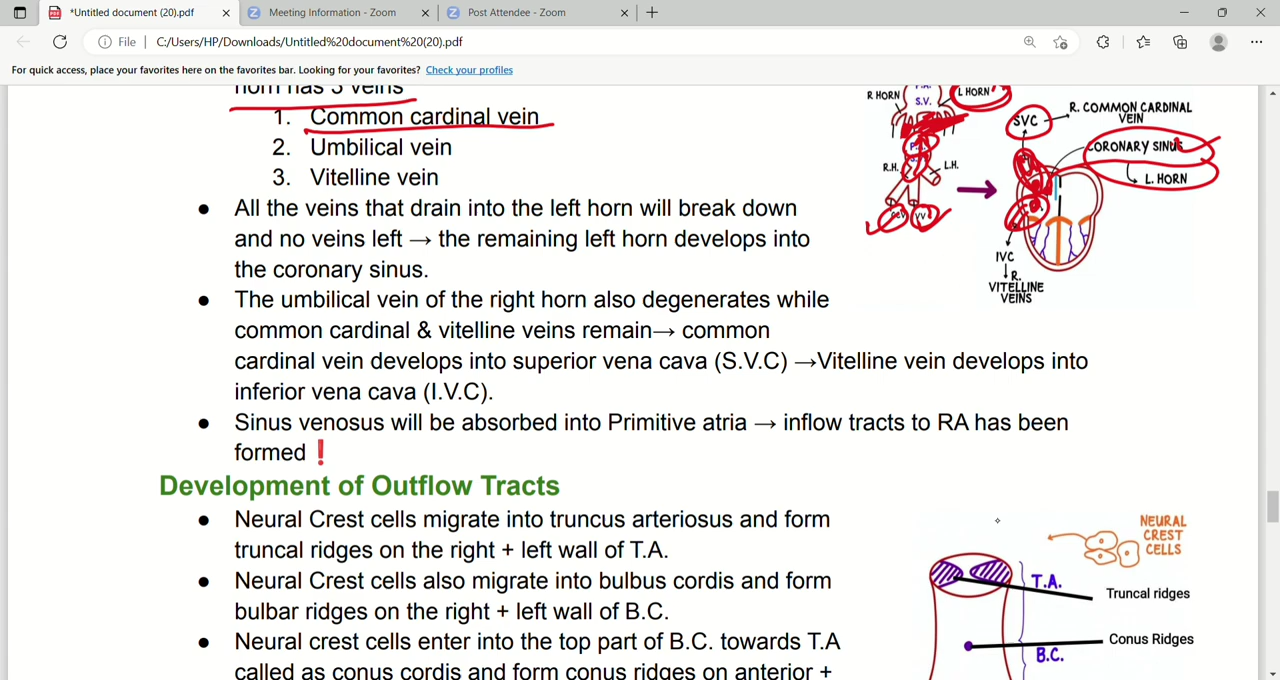 *Untitled document (20).pdf
Meeting Information - Zoom
Post Attendee - Zoom
File
C:/Users/HP/Downloads/Untitled%20document%20(20).pdf
For quick access, place your favorites here on the favorites bar. Looking for your favorites? Check your profiles
horn has 3 veins
1. Common cardinal vein
2. Umbilical vein
3. Vitelline vein
● All the veins that drain into the left horn will break down
and no veins left → the remaining left horn develops into
the coronary sinus.
● The umbilical vein of the right horn also degenerates while
common cardinal & vitelline veins remain→ common
cardinal vein develops into superior vena cava (S.V.C) →Vitelline vein develops into
inferior vena cava (I.V.C).
● Sinus venosus will be absorbed into Primitive atria → inflow tracts to RA has been
formed❗
R HORN
S.V.
L HORN
R.H.
L.H.
VV
SVC
R. COMMON CARDINAL
VEIN
CORONARY SINUS
L. HORN
IVC
R.
VITELLINE
VEINS
Development of Outflow Tracts
● Neural Crest cells migrate into truncus arteriosus and form
truncal ridges on the right + left wall of T.A.
● Neural Crest cells also migrate into bulbus cordis and form
bulbar ridges on the right + left wall of B.C.
● Neural crest cells enter into the top part of B.C. towards T.A
called as conus cordis and form conus ridges on anterior +
NEURAL
CREST
CELLS
T.A.
Truncal ridges
Conus Ridges
B.C.